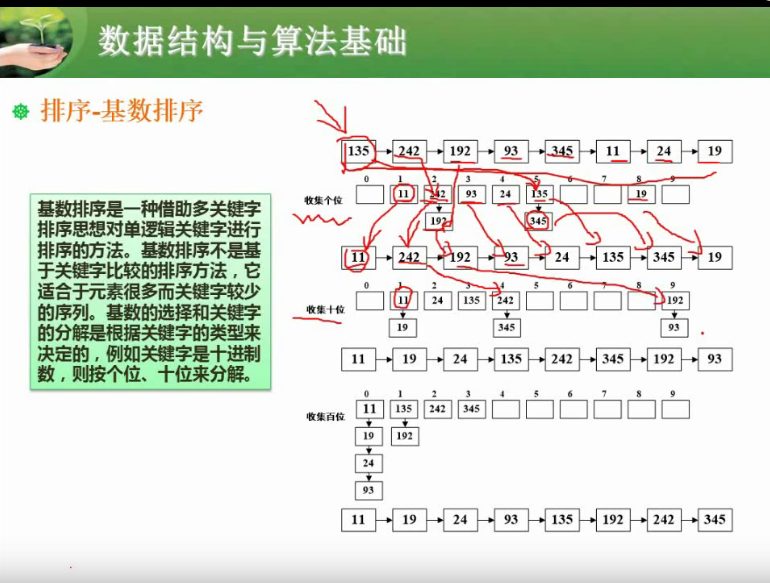 数据结构与算法基础
排序-基数排序
基数排序是一种借助多关键字
排序思想对单逻辑关键字进行
排序的方法。基数排序不是基
于关键字比较的排序方法，它
适合于元素很多而关键字较少
的序列。基数的选择和关键字
的分解是根据关键字的类型来
决定的，例如关键字是十进制
数，则按个位、十位来分解。
135 242 192 93 345 11 24 19
0 1 2 3 4 5 6 7 8 9
收集个位 11 242 93 24 135 19
192 345
11 242 192 93 24 135 345 19
0 1 2 3 4 5 6 7 8 9
收集十位 11 24 135 242 192
19 345 93
11 19 24 135 242 345 192 93
0 1 2 3 4 5 6 7 8 9
收集百位 11 135 242 345
19 192
24
93
11 19 24 93 135 192 242 345